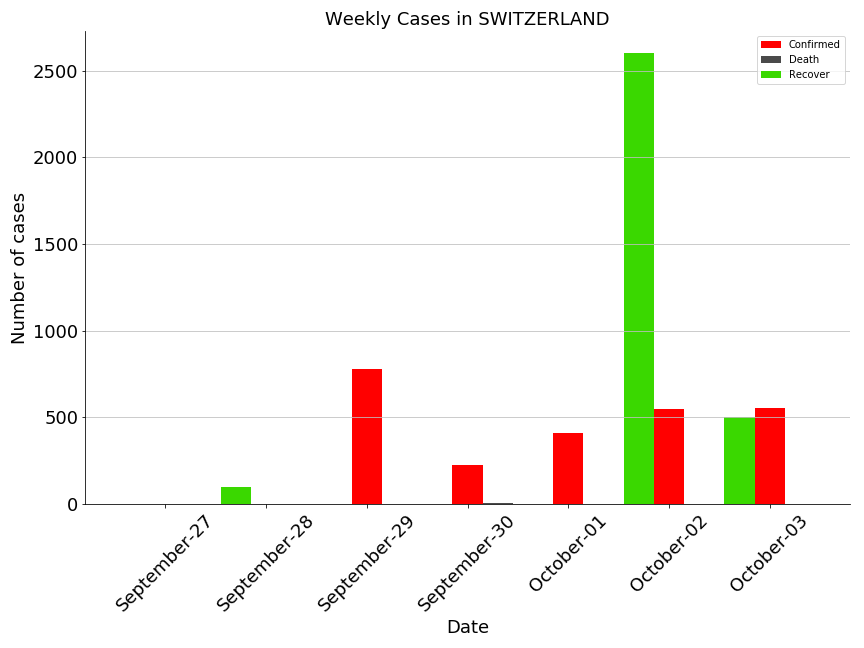 Weekly Cases in SWITZERLAND
Confirmed
Death
Recover
Number of cases
2500
2000
1500
1000
500
0
September-27
September-28
September-29
September-30
October-01
October-02
October-03
Date